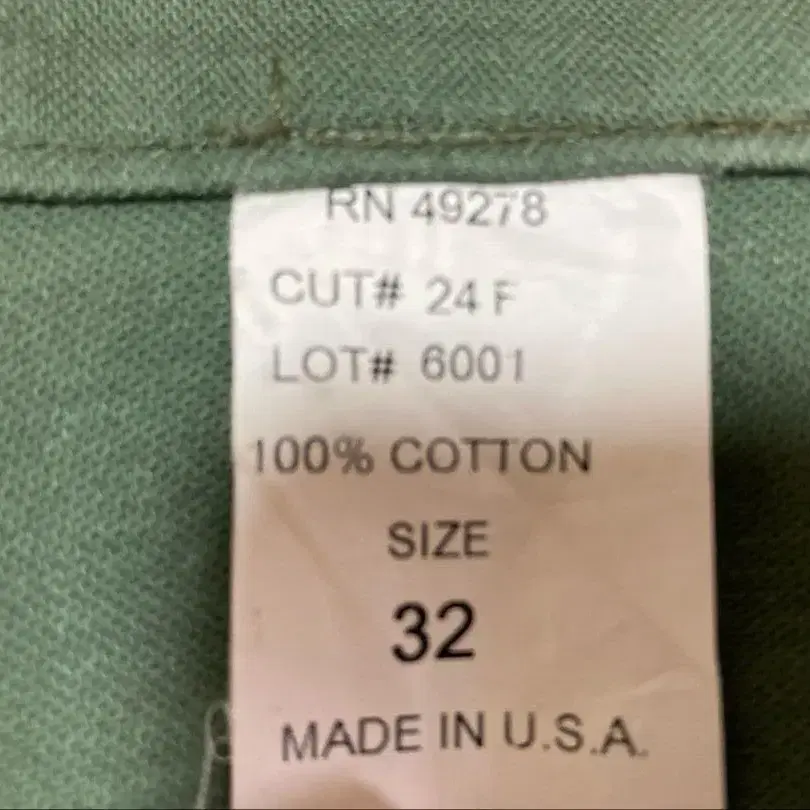 RN 49278
CUT# 24 F
LOT# 6001
100% COTTON
SIZE
32
MADE IN U.S.A.